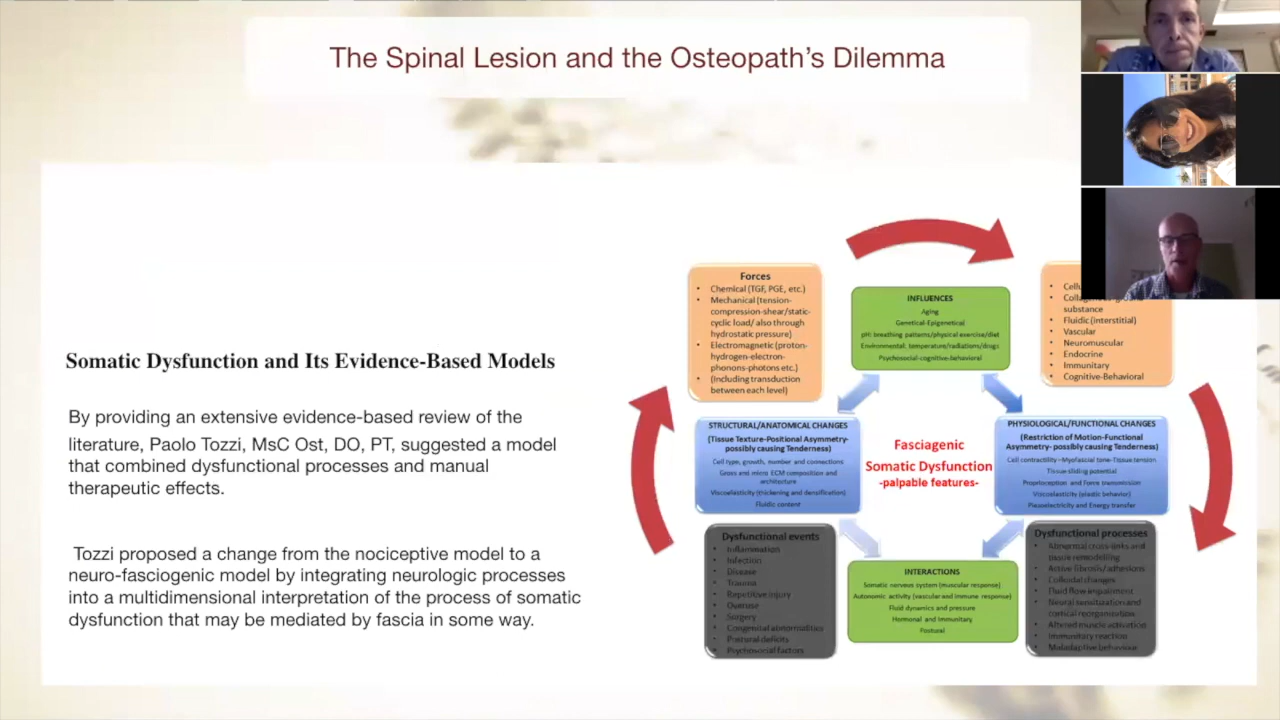 The Spinal Lesion and the Osteopath's Dilemma
Somatic Dysfunction and Its Evidence-Based Models
By providing an extensive evidence-based review of the
literature, Paolo Tozzi, MsC Ost, DO, PT, suggested a model
that combined dysfunctional processes and manual
therapeutic effects.
Tozzi proposed a change from the nociceptive model to a
neuro-fasciogenic model by integrating neurologic processes
into a multidimensional interpretation of the process of somatic
dysfunction that may be mediated by fascia in some way.
Forces
• Chemical (TGF, PGE, etc.)
• Mechanical (tension-
compression-shear/static-
cyclic load/ also through
hydrostatic pressure)
• Electromagnetic (proton-
hydrogen-electron-
phonons-photons etc.)
• (Including transduction
between each level)
INFLUENCES
Aging
Genetical-Epigenetical
pH: breathing patterns/physical exercise/diet
Environmental: temperature/radiations/drugs
Psychosocial-cognitive-Behavioral
substance
• Fluidic (interstitial)
• Vascular
• Neuromuscular
• Endocrine
• Immunitary
• Cognitive-Behavioral
STRUCTURAL/ANATOMICAL CHANGES
(Tissue Texture-Positional Asymmetry-
possibly causing Tenderness)
Cell type, growth, number and connections
Gross and micro ECM composition and
architecture
Viscoelasticity (thickening and densification)
Fluidic content
Fasciagenic
Somatic Dysfunction
-palpable features-
PHYSIOLOGICAL/FUNCTIONAL CHANGES
(Restriction of Motion-Functional
Asymmetry- possibly causing Tenderness)
Cell contractility–Myofascial tone-Tissue tension
Tissue sliding potential
Proprioception and Force transmission
Viscoelasticity (elastic behavior)
Piezoelectricity and Energy transfer
Dysfunctional events
• Inflammation
• Infection
• Disease
• Trauma
• Repetitive injury
• Overuse
• Surgery
• Congenital abnormalities
• Postural deficits
• Psychosocial factors
INTERACTIONS
Somatic nervous system (muscular response)
Autonomic activity (vascular and immune response)
Fluid dynamics and pressure
Hormonal and Immunitary
Postural
Dysfunctional processes
• Abnormal cross-links and
tissue remodelling
• Active fibrosis/adhesions
• Colloidal changes
• Fluid flow impairment
• Neural sensitization and
cortical reorganisation
• Altered muscle activation
• Immunitary reaction
• Maladaptive behaviour